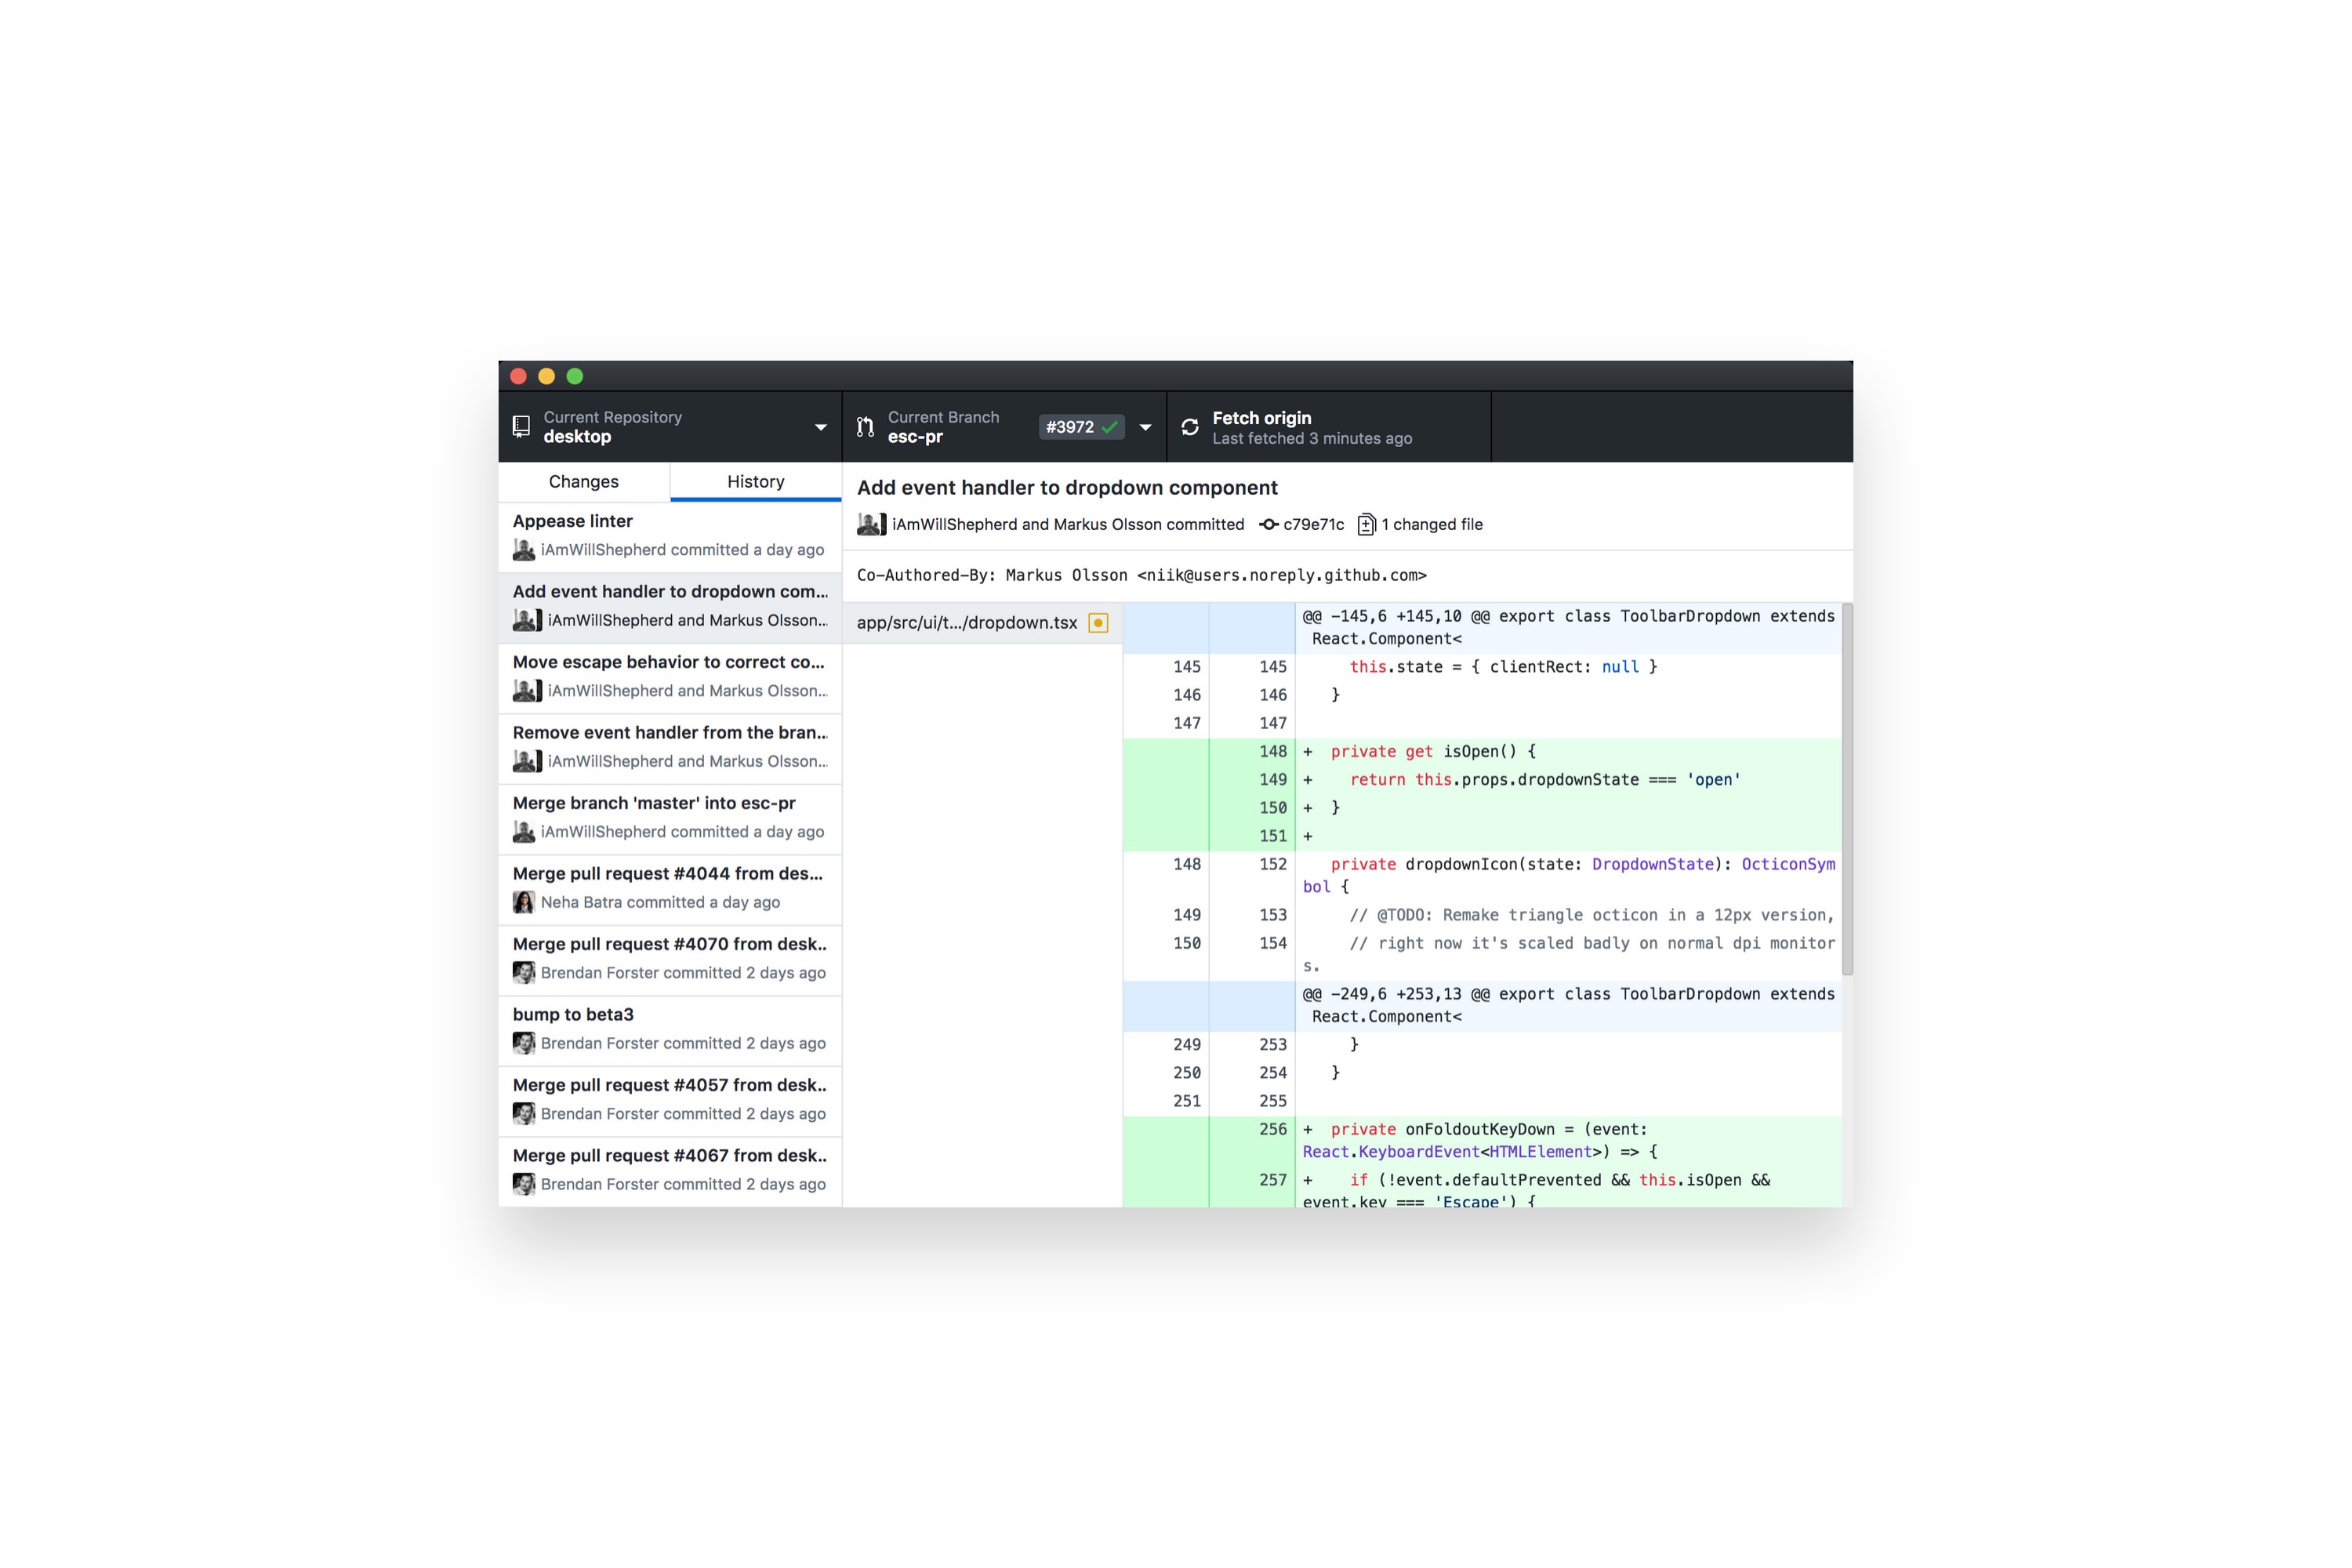 Current Repository
desktop
Current Branch
esc-pr
#3972
Fetch origin
Last fetched 3 minutes ago
Changes
History
Appease linter
iAmWillShepherd committed a day ago
Add event handler to dropdown com...
iAmWillShepherd and Markus Olsson...
Move escape behavior to correct co...
iAmWillShepherd and Markus Olsson...
Remove event handler from the bran...
iAmWillShepherd and Markus Olsson...
Merge branch 'master' into esc-pr
iAmWillShepherd committed a day ago
Merge pull request #4044 from des...
Neha Batra committed a day ago
Merge pull request #4070 from desk...
Brendan Forster committed 2 days ago
bump to beta3
Brendan Forster committed 2 days ago
Merge pull request #4057 from desk...
Brendan Forster committed 2 days ago
Merge pull request #4067 from desk...
Brendan Forster committed 2 days ago
Add event handler to dropdown component
iAmWillShepherd and Markus Olsson committed c79e71c 1 changed file
Co-Authored-By: Markus Olsson <niik@users.noreply.github.com>
app/src/ui/t.../dropdown.tsx
@@ -145,6 +145,10 @@ export class ToolbarDropdown extends
React.Component<
145 145 this.state = { clientRect: null }
146 146 }
147 147
148 + private get isOpen() {
149 + return this.props.dropdownState === 'open'
150 + }
151 +
148 152 private dropdownIcon(state: DropdownState): OcticonSym
bol {
149 153 // @TODO: Remake triangle octicon in a 12px version,
150 154 // right now it's scaled badly on normal dpi monitor
s.
@@ -249,6 +253,13 @@ export class ToolbarDropdown extends
React.Component<
249 253 }
250 254 }
251 255
256 + private onFoldoutKeyDown = (event:
React.KeyboardEvent<HTMLElement>) => {
257 + if (!event.defaultPrevented && this.isOpen &&
event.key === 'Escape') {